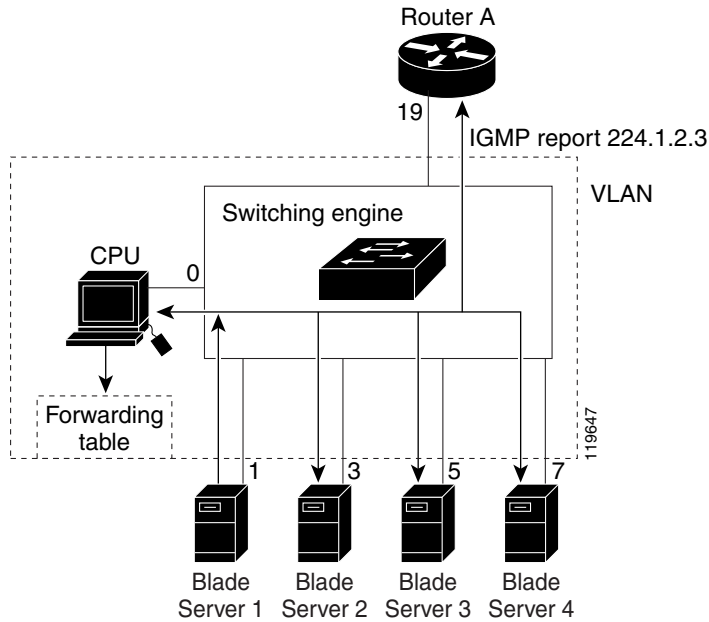 Router A
19
IGMP report 224.1.2.3
VLAN
Switching engine
CPU
0
Forwarding
table
119647
1
3
5
7
Blade
Server 1
Blade
Server 2
Blade
Server 3
Blade
Server 4